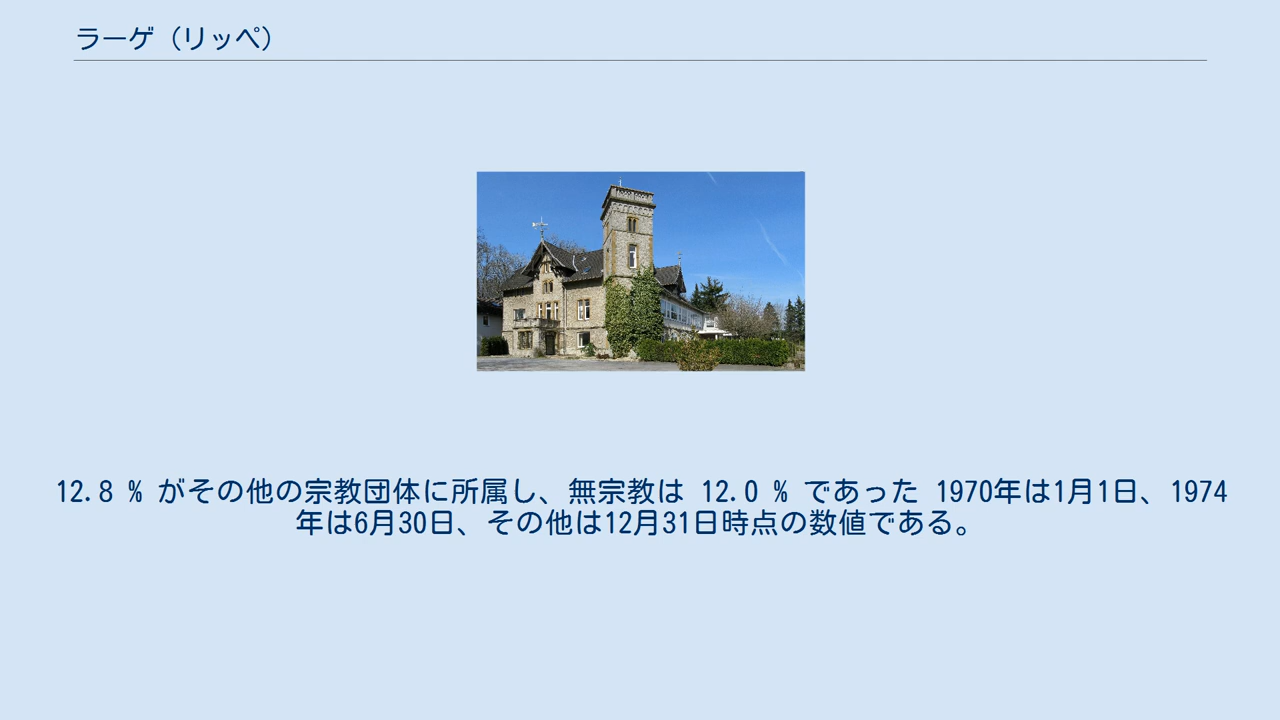 ラーゲ（リッペ）
12.8 % がその他の宗教団体に所属し、無宗教は 12.0 % であった 1970年は1月1日、1974
年は6月30日、その他は12月31日時点の数値である。